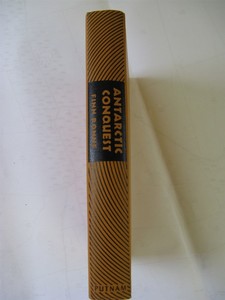 ANTARCTIC
CONQUEST
FINN RONNE
PUTNAM